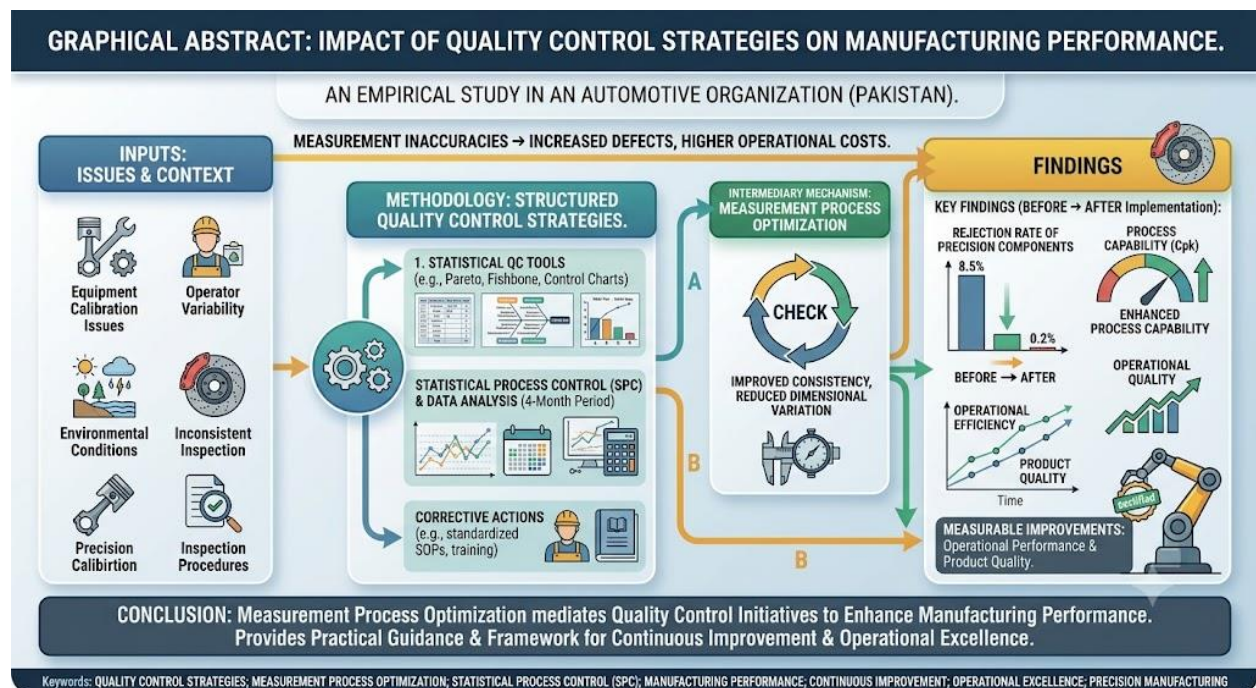 GRAPHICAL ABSTRACT: IMPACT OF QUALITY CONTROL STRATEGIES ON MANUFACTURING PERFORMANCE.
AN EMPIRICAL STUDY IN AN AUTOMOTIVE ORGANIZATION (PAKISTAN).
MEASUREMENT INACCURACIES → INCREASED DEFECTS, HIGHER OPERATIONAL COSTS.
INPUTS:
ISSUES & CONTEXT
Equipment
Calibration
Issues
Operator
Variability
Environmental
Conditions
Inconsistent
Inspection
Precision
Calibirtion
Inspection
Procedures
METHODOLOGY: STRUCTURED
QUALITY CONTROL STRATEGIES.
1. STATISTICAL QC TOOLS
(e.g., Pareto, Fishbone, Control Charts)
STATISTICAL PROCESS CONTROL (SPC)
& DATA ANALYSIS (4-Month Period)
CORRECTIVE ACTIONS
(e.g., standardized
SOPs, training)
A
B
B
INTERMEDIARY MECHANISM:
MEASUREMENT PROCESS
OPTIMIZATION
CHECK
IMPROVED CONSISTENCY,
REDUCED DIMENSIONAL
VARIATION
FINDINGS
KEY FINDINGS (BEFORE → AFTER Implementation):
REJECTION RATE OF
PRECISION COMPONENTS
8.5%
0.2%
BEFORE → AFTER
PROCESS
CAPABILITY (Cpk)
ENHANCED
PROCESS CAPABILITY
OPERATIONAL
QUALITY
OPERATIONAL
EFFICIENCY
PRODUCT
QUALITY
Time
MEASURABLE IMPROVEMENTS:
Operational Performance &
Product Quality.
CONCLUSION: Measurement Process Optimization mediates Quality Control Initiatives to Enhance Manufacturing Performance.
Provides Practical Guidance & Framework for Continuous Improvement & Operational Excellence.
Keywords: QUALITY CONTROL STRATEGIES; MEASUREMENT PROCESS OPTIMIZATION; STATISTICAL PROCESS CONTROL (SPC); MANUFACTURING PERFORMANCE; CONTINUOUS IMPROVEMENT; OPERATIONAL EXCELLENCE; PRECISION MANUFACTURING